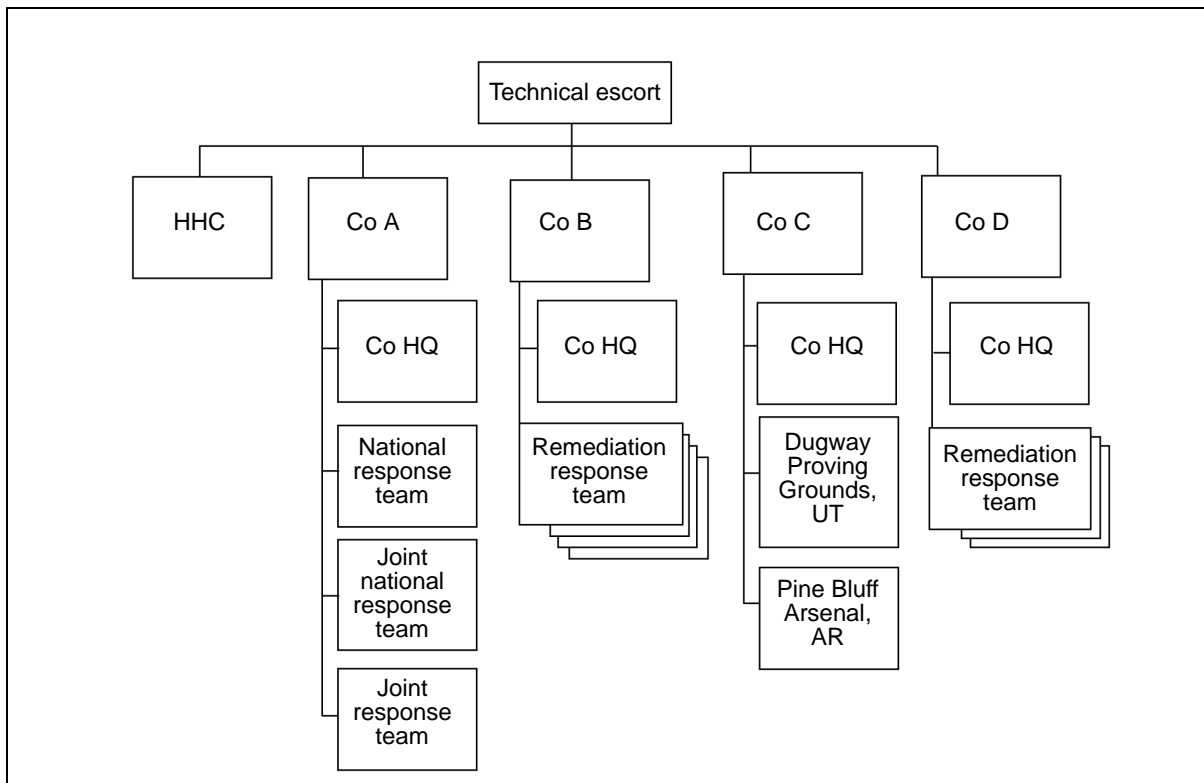 Technical escort
HHC
Co A
Co B
Co C
Co D
Co HQ
Co HQ
Co HQ
Co HQ
National
response
team
Remediation
response
team
Dugway
Proving
Grounds,
UT
Remediation
response
team
Joint
national
response
team
Pine Bluff
Arsenal,
AR
Joint
response
team